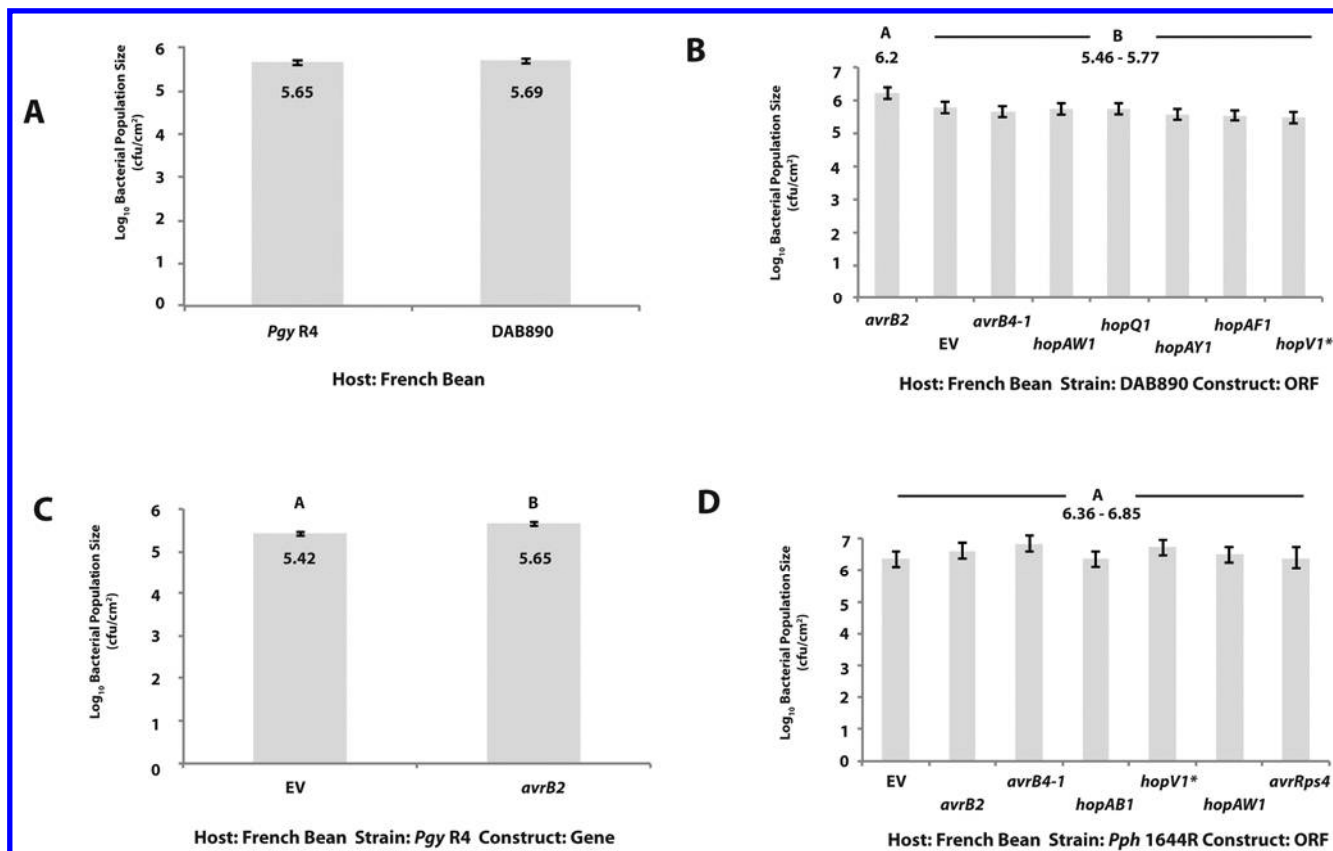 A
Log₁₀ Bacterial Population Size
(cfu/cm²)
6
5
4
3
2
1
0
5.65
5.69
Pgy R4
DAB890
Host: French Bean
B
A
B
6.2
5.46 - 5.77
Log₁₀ Bacterial Population Size
(cfu/cm²)
7
6
5
4
3
2
1
0
avrB2
EV
avrB4-1
hopAW1
hopQ1
hopAY1
hopAF1
hopV1*
Host: French Bean Strain: DAB890 Construct: ORF
C
Log₁₀ Bacterial Population Size
(cfu/cm²)
6
5
4
3
2
1
0
A
B
5.42
5.65
EV
avrB2
Host: French Bean Strain: Pgy R4 Construct: Gene
D
A
6.36 - 6.85
Log₁₀ Bacterial Population Size
(cfu/cm²)
7
6
5
4
3
2
1
0
EV
avrB2
avrB4-1
hopAB1
hopV1*
hopAW1
avrRps4
Host: French Bean Strain: Pph 1644R Construct: ORF